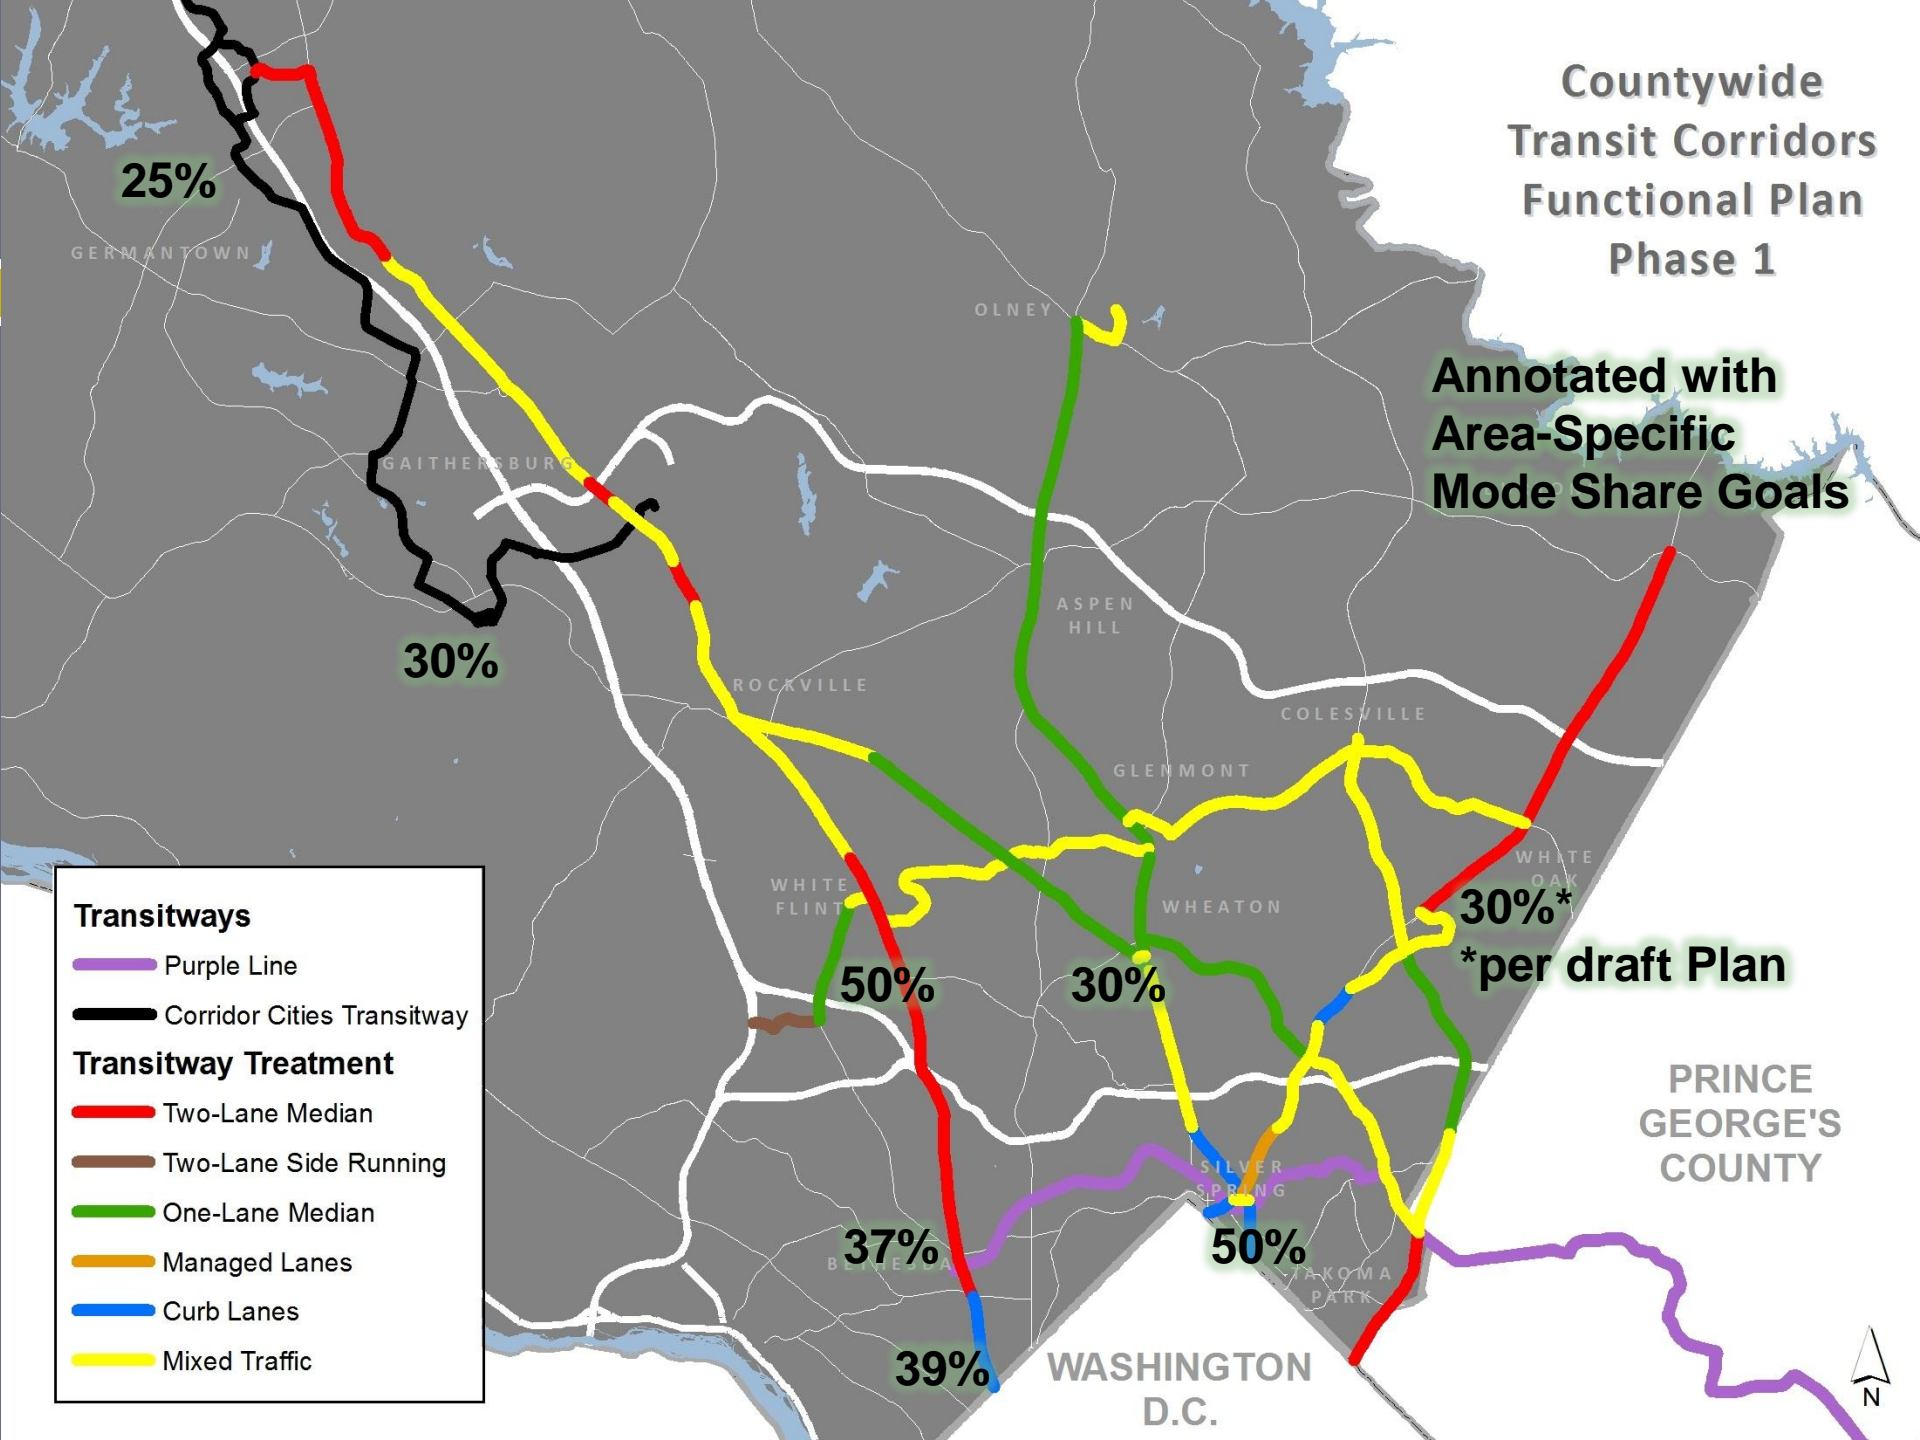 Countywide
Transit Corridors
Functional Plan
Phase 1
25%
GERMANTOWN
OLNEY
Annotated with
Area-Specific
Mode Share Goals
GAITHERSBURG
ASPEN
HILL
30%
ROCKVILLE
COLESVILLE
GLENMONT
WHITE
OAK
WHITE
FLINT
WHEATON
30%*
*per draft Plan
50%
30%
Transitways
Purple Line
Corridor Cities Transitway
Transitway Treatment
Two-Lane Median
Two-Lane Side Running
One-Lane Median
Managed Lanes
Curb Lanes
Mixed Traffic
PRINCE
GEORGE'S
COUNTY
SILVER
SPRING
37%
BETHESDA
50%
TAKOMA
PARK
39%
WASHINGTON
D.C.
N